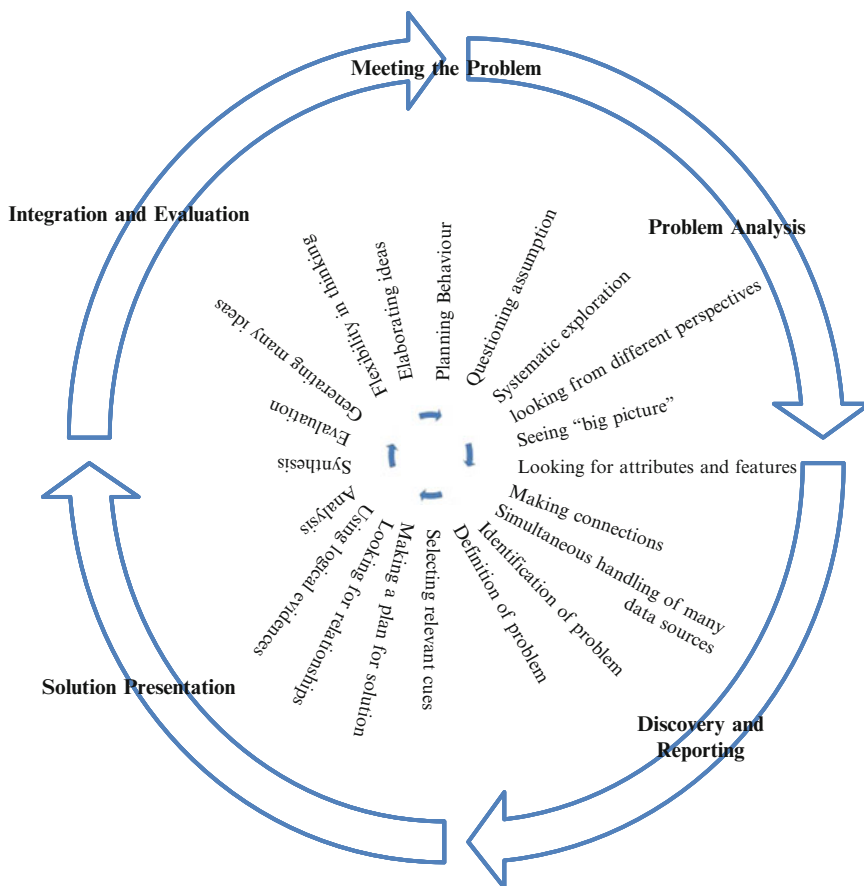 Meeting the Problem
Problem Analysis
Discovery and
Reporting
Solution Presentation
Integration and Evaluation
Planning Behaviour
Questioning assumption
Systematic exploration
looking from different perspectives
Seeing “big picture”
Looking for attributes and features
Making connections
Simultaneous handling of many
data sources
Identification of problem
Definition of problem
Selecting relevant cues
Making a plan for solution
Looking for relationships
Using logical evidences
Analysis
Synthesis
Evaluation
Generating many ideas
Flexibility in thinking
Elaborating ideas